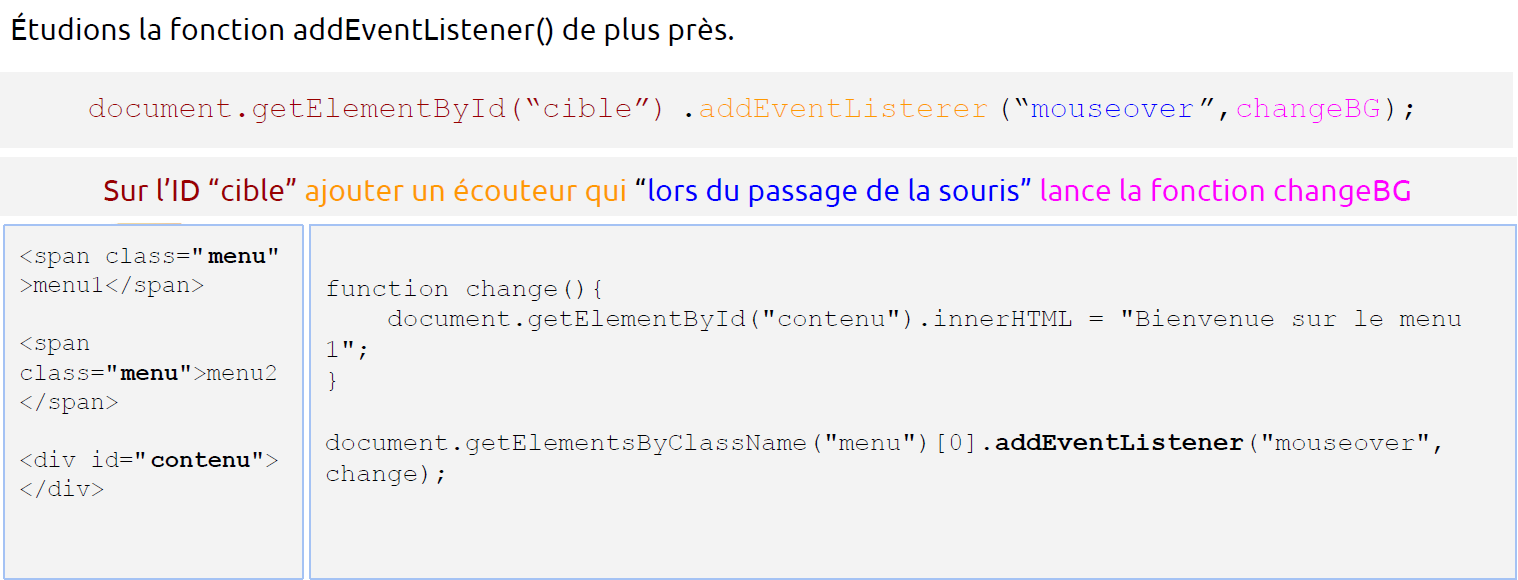 Étudions la fonction addEventListener() de plus près.
document.getElementById(“cible”) .addEventListerer (“mouseover”,changeBG);
Sur l’ID “cible” ajouter un écouteur qui “lors du passage de la souris” lance la fonction changeBG
<span class="menu"
>menu1</span>
<span
class="menu">menu2
</span>
<div id="contenu">
</div>
function change(){
document.getElementById("contenu").innerHTML = "Bienvenue sur le menu
1";
}
document.getElementsByClassName("menu")[0].addEventListener("mouseover",
change);